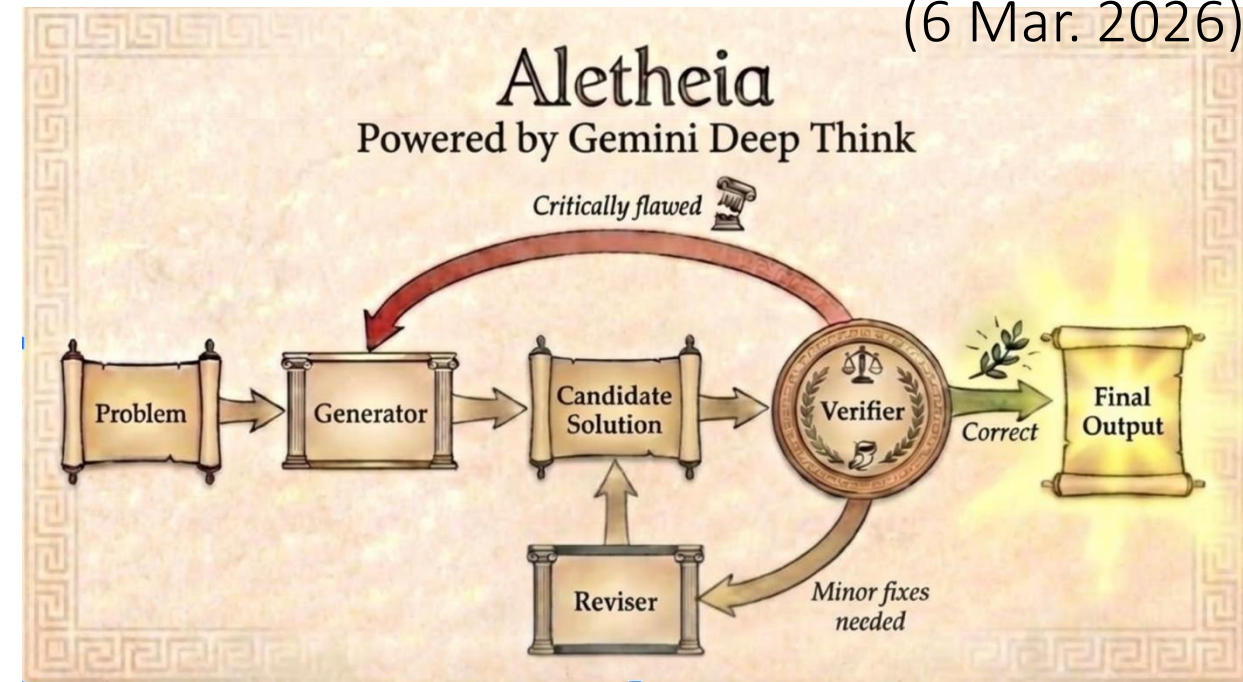 (6 Mar. 2026)
Aletheia
Powered by Gemini Deep Think
Critically flawed
Problem
Generator
Candidate
Solution
Verifier
Correct
Final
Output
Reviser
Minor fixes
needed